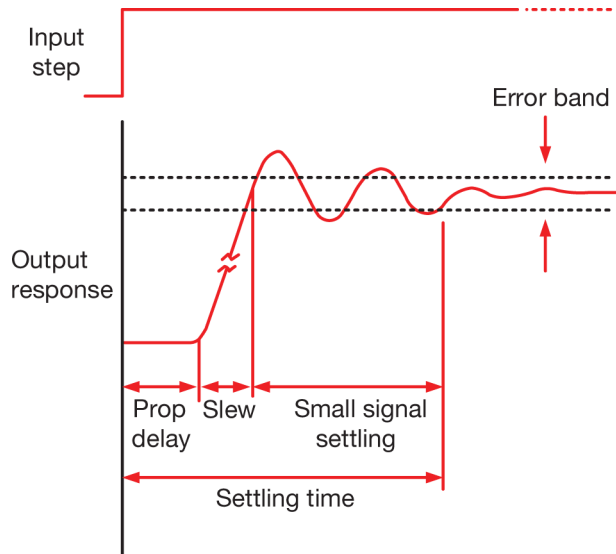 Input
step
Error band
Output
response
Prop
delay
Slew
Small signal
settling
Settling time